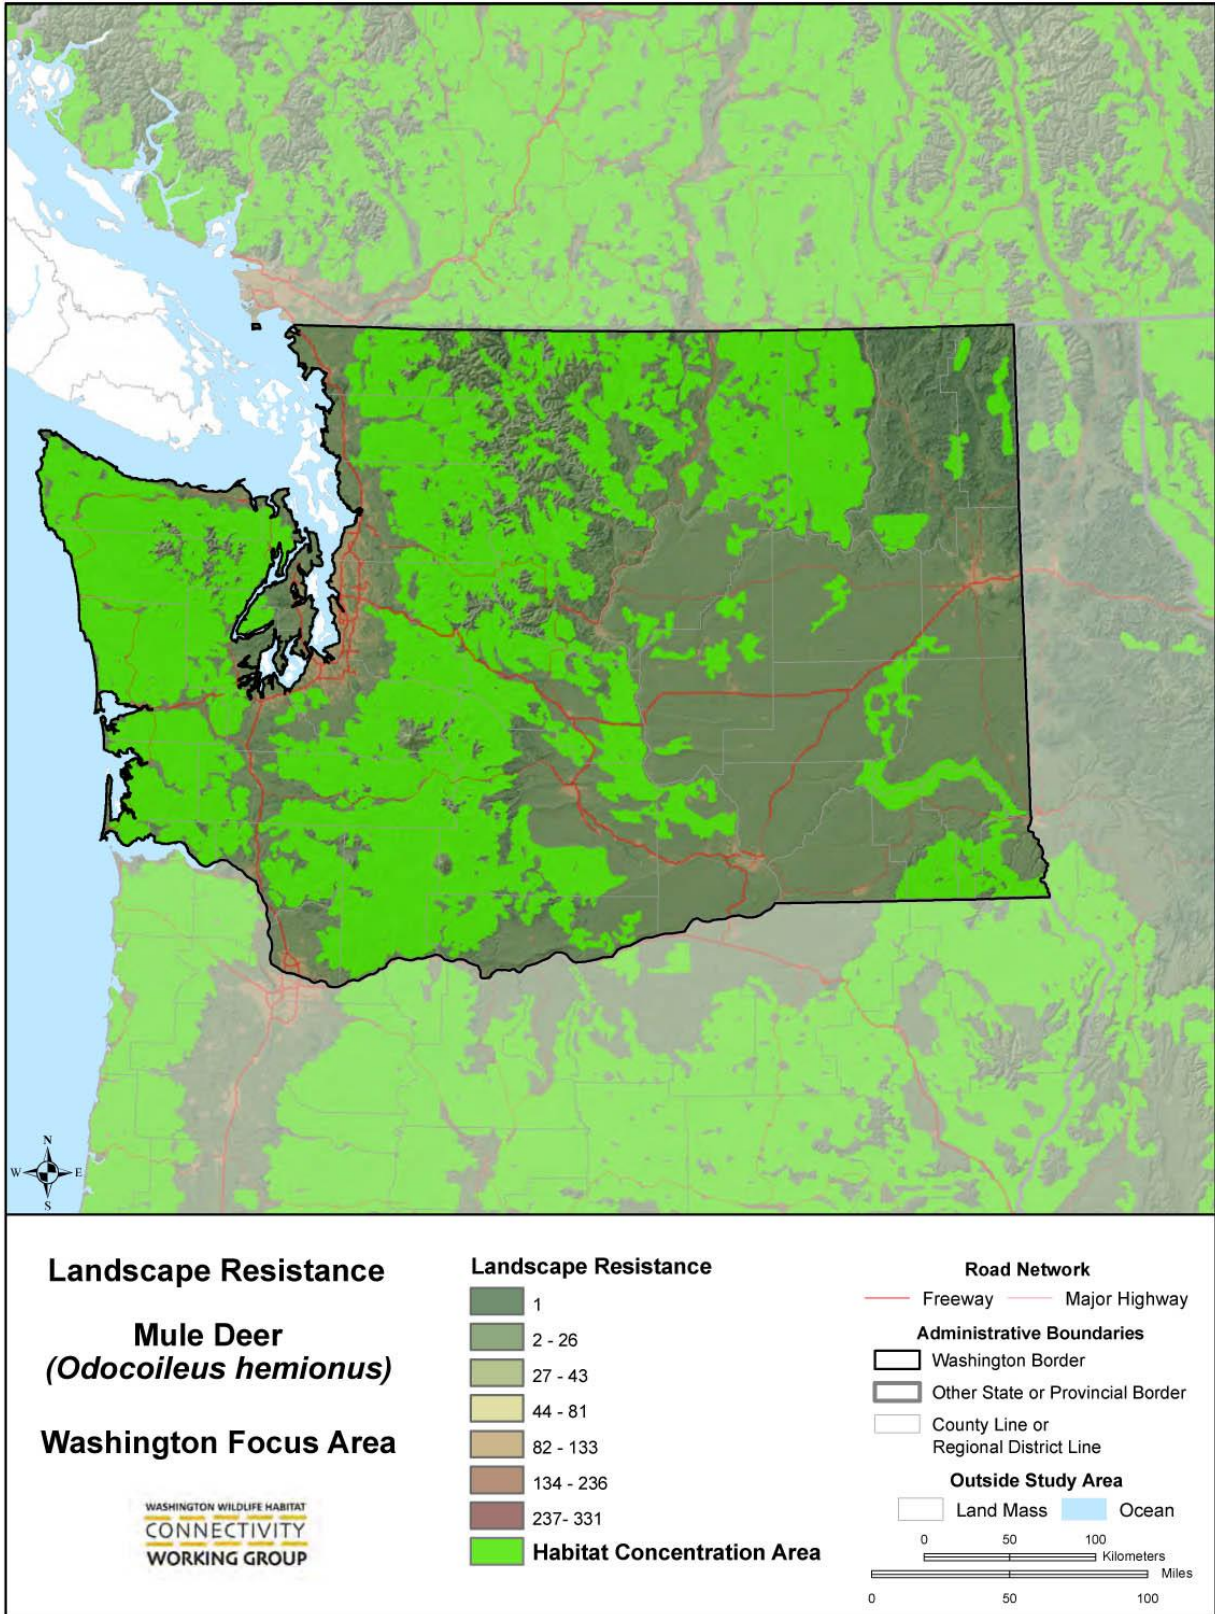 N
W E
S
Landscape Resistance
Mule Deer
(Odocoileus hemionus)
Washington Focus Area
WASHINGTON WILDLIFE HABITAT
CONNECTIVITY
WORKING GROUP
Landscape Resistance
1
2 - 26
27 - 43
44 - 81
82 - 133
134 - 236
237- 331
Habitat Concentration Area
Road Network
Freeway Major Highway
Administrative Boundaries
Washington Border
Other State or Provincial Border
County Line or
Regional District Line
Outside Study Area
Land Mass Ocean
0 50 100
Kilometers
Miles
0 50 100